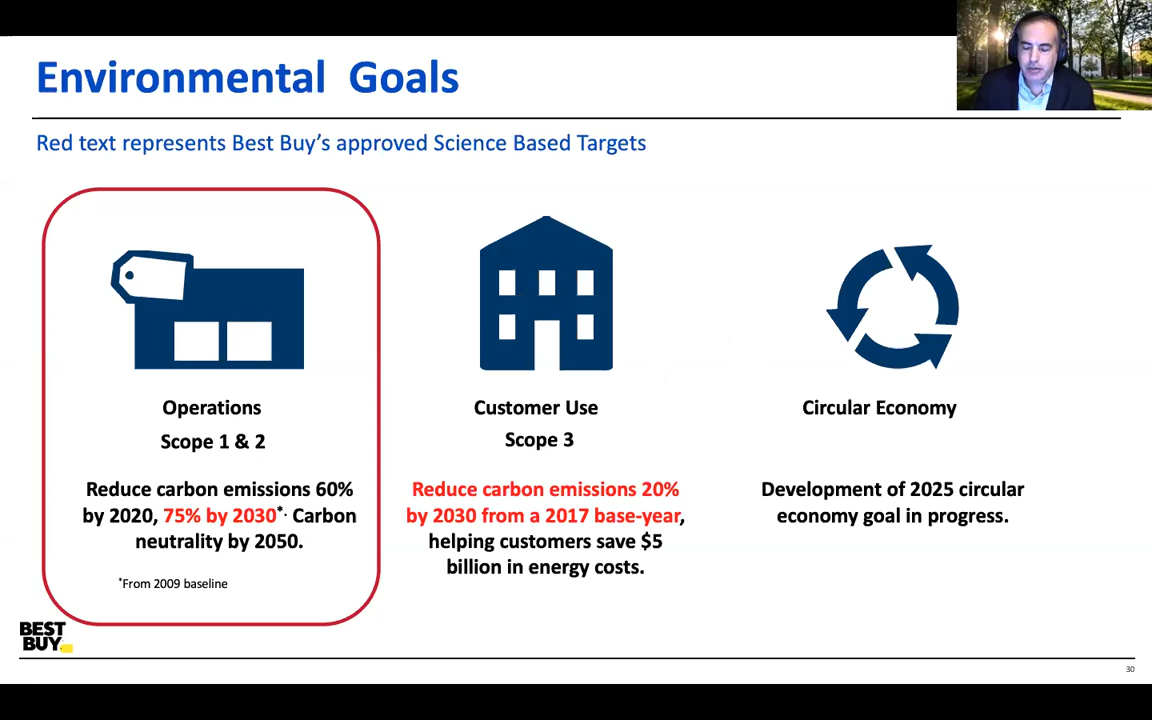 Environmental Goals
Red text represents Best Buy's approved Science Based Targets
Operations
Scope 1 & 2
Reduce carbon emissions 60%
by 2020, 75% by 2030*. Carbon
neutrality by 2050.
*From 2009 baseline
Customer Use
Scope 3
Reduce carbon emissions 20%
by 2030 from a 2017 base-year,
helping customers save $5
billion in energy costs.
Circular Economy
Development of 2025 circular
economy goal in progress.
BEST
BUY
30